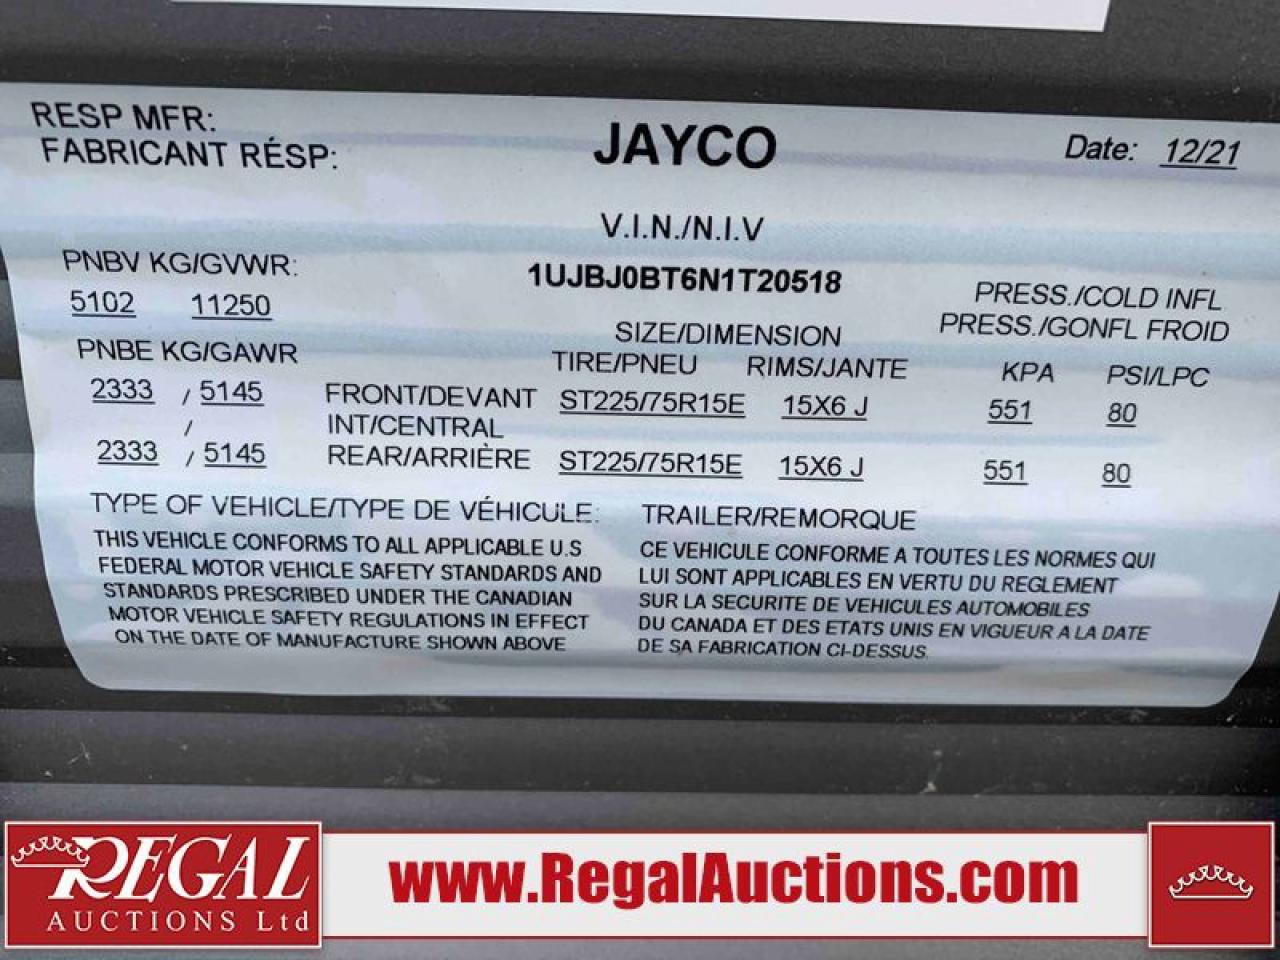 RESP MFR:
FABRICANT RÉSP:
JAYCO
Date: 12/21
V.I.N./N.I.V
1UJBJ0BT6N1T20518
PNBV KG/GVWR:
5102 11250
PRESS./COLD INFL
PRESS./GONFL FROID
SIZE/DIMENSION
PNBE KG/GAWR
TIRE/PNEU RIMS/JANTE KPA PSI/LPC
2333 / 5145 FRONT/DEVANT ST225/75R15E 15X6 J 551 80
/ INT/CENTRAL
2333 / 5145 REAR/ARRIÈRE ST225/75R15E 15X6 J 551 80
TYPE OF VEHICLE/TYPE DE VÉHICULE: TRAILER/REMORQUE
THIS VEHICLE CONFORMS TO ALL APPLICABLE U.S
FEDERAL MOTOR VEHICLE SAFETY STANDARDS AND
STANDARDS PRESCRIBED UNDER THE CANADIAN
MOTOR VEHICLE SAFETY REGULATIONS IN EFFECT
ON THE DATE OF MANUFACTURE SHOWN ABOVE
CE VEHICULE CONFORME A TOUTES LES NORMES QUI
LUI SONT APPLICABLES EN VERTU DU REGLEMENT
SUR LA SECURITE DE VEHICULES AUTOMOBILES
DU CANADA ET DES ETATS UNIS EN VIGUEUR A LA DATE
DE SA FABRICATION CI-DESSUS.
REGAL
AUCTIONS Ltd
www.RegalAuctions.com